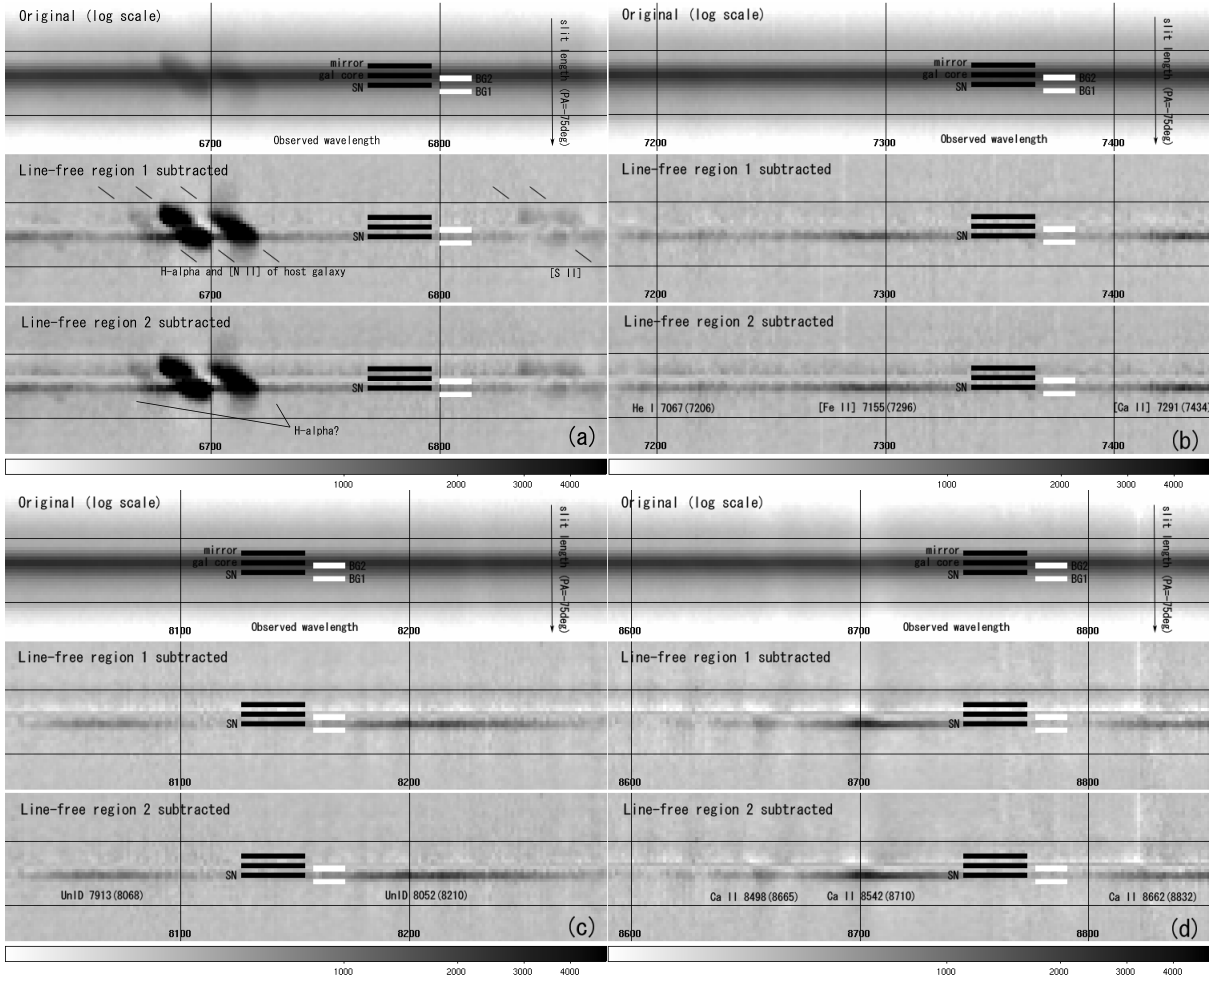 Original (log scale)
slit length (PA=-75deg)
mirror
gal core
SN
BG2
BG1
Observed wavelength
6700
6800
Line-free region 1 subtracted
SN
H-alpha and [N II] of host galaxy
[S II]
6700
6800
Line-free region 2 subtracted
SN
H-alpha?
6700
6800
(a)
1000
2000
3000
4000
Original (log scale)
slit length (PA=-75deg)
mirror
gal core
SN
BG2
BG1
Observed wavelength
7200
7300
7400
Line-free region 1 subtracted
SN
7200
7300
7400
Line-free region 2 subtracted
SN
He I 7067(7206)
[Fe II] 7155(7296)
[Ca II] 7291(7434)
7200
7300
7400
(b)
1000
2000
3000
4000
Original (log scale)
slit length (PA=-75deg)
mirror
gal core
SN
BG2
BG1
Observed wavelength
8100
8200
Line-free region 1 subtracted
SN
8100
8200
Line-free region 2 subtracted
SN
UnID 7913(8068)
UnID 8052(8210)
8100
8200
(c)
1000
2000
3000
4000
Original (log scale)
slit length (PA=-75deg)
mirror
gal core
SN
BG2
BG1
Observed wavelength
8600
8700
8800
Line-free region 1 subtracted
SN
8600
8700
8800
Line-free region 2 subtracted
SN
Ca II 8498(8665)
Ca II 8542(8710)
Ca II 8662(8832)
8600
8700
8800
(d)
1000
2000
3000
4000